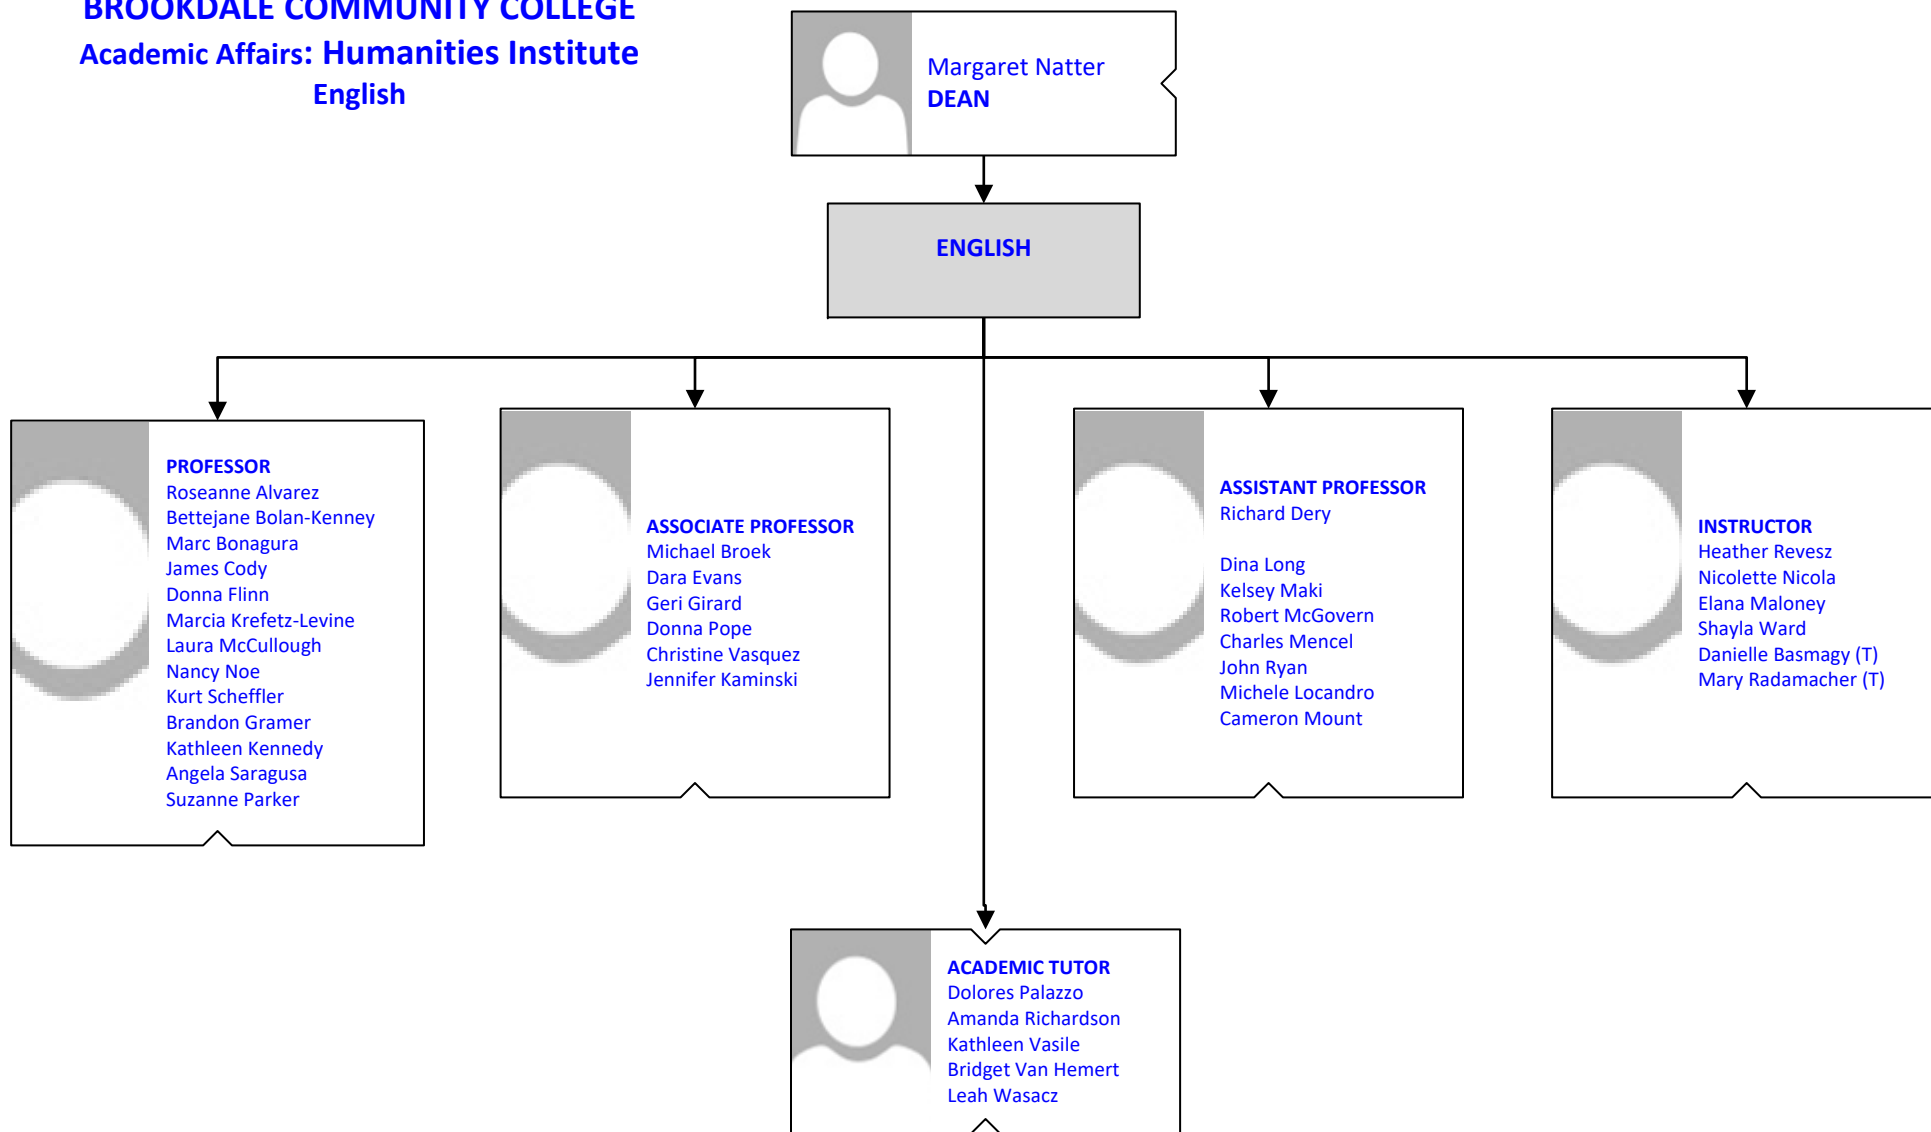 BROOKDALE COMMUNITY COLLEGE
Academic Affairs: Humanities Institute
English
Margaret Natter
DEAN
ENGLISH
PROFESSOR
Roseanne Alvarez
Bettejane Bolan-Kenney
Marc Bonagura
James Cody
Donna Flinn
Marcia Krefetz-Levine
Laura McCullough
Nancy Noe
Kurt Scheffler
Brandon Gramer
Kathleen Kennedy
Angela Saragusa
Suzanne Parker
ASSOCIATE PROFESSOR
Michael Broek
Dara Evans
Geri Girard
Donna Pope
Christine Vasquez
Jennifer Kaminski
ASSISTANT PROFESSOR
Richard Dery
Dina Long
Kelsey Maki
Robert McGovern
Charles Mencel
John Ryan
Michele Locandro
Cameron Mount
INSTRUCTOR
Heather Revesz
Nicolette Nicola
Elana Maloney
Shayla Ward
Danielle Basmagy (T)
Mary Radamacher (T)
ACADEMIC TUTOR
Dolores Palazzo
Amanda Richardson
Kathleen Vasile
Bridget Van Hemert
Leah Wasacz